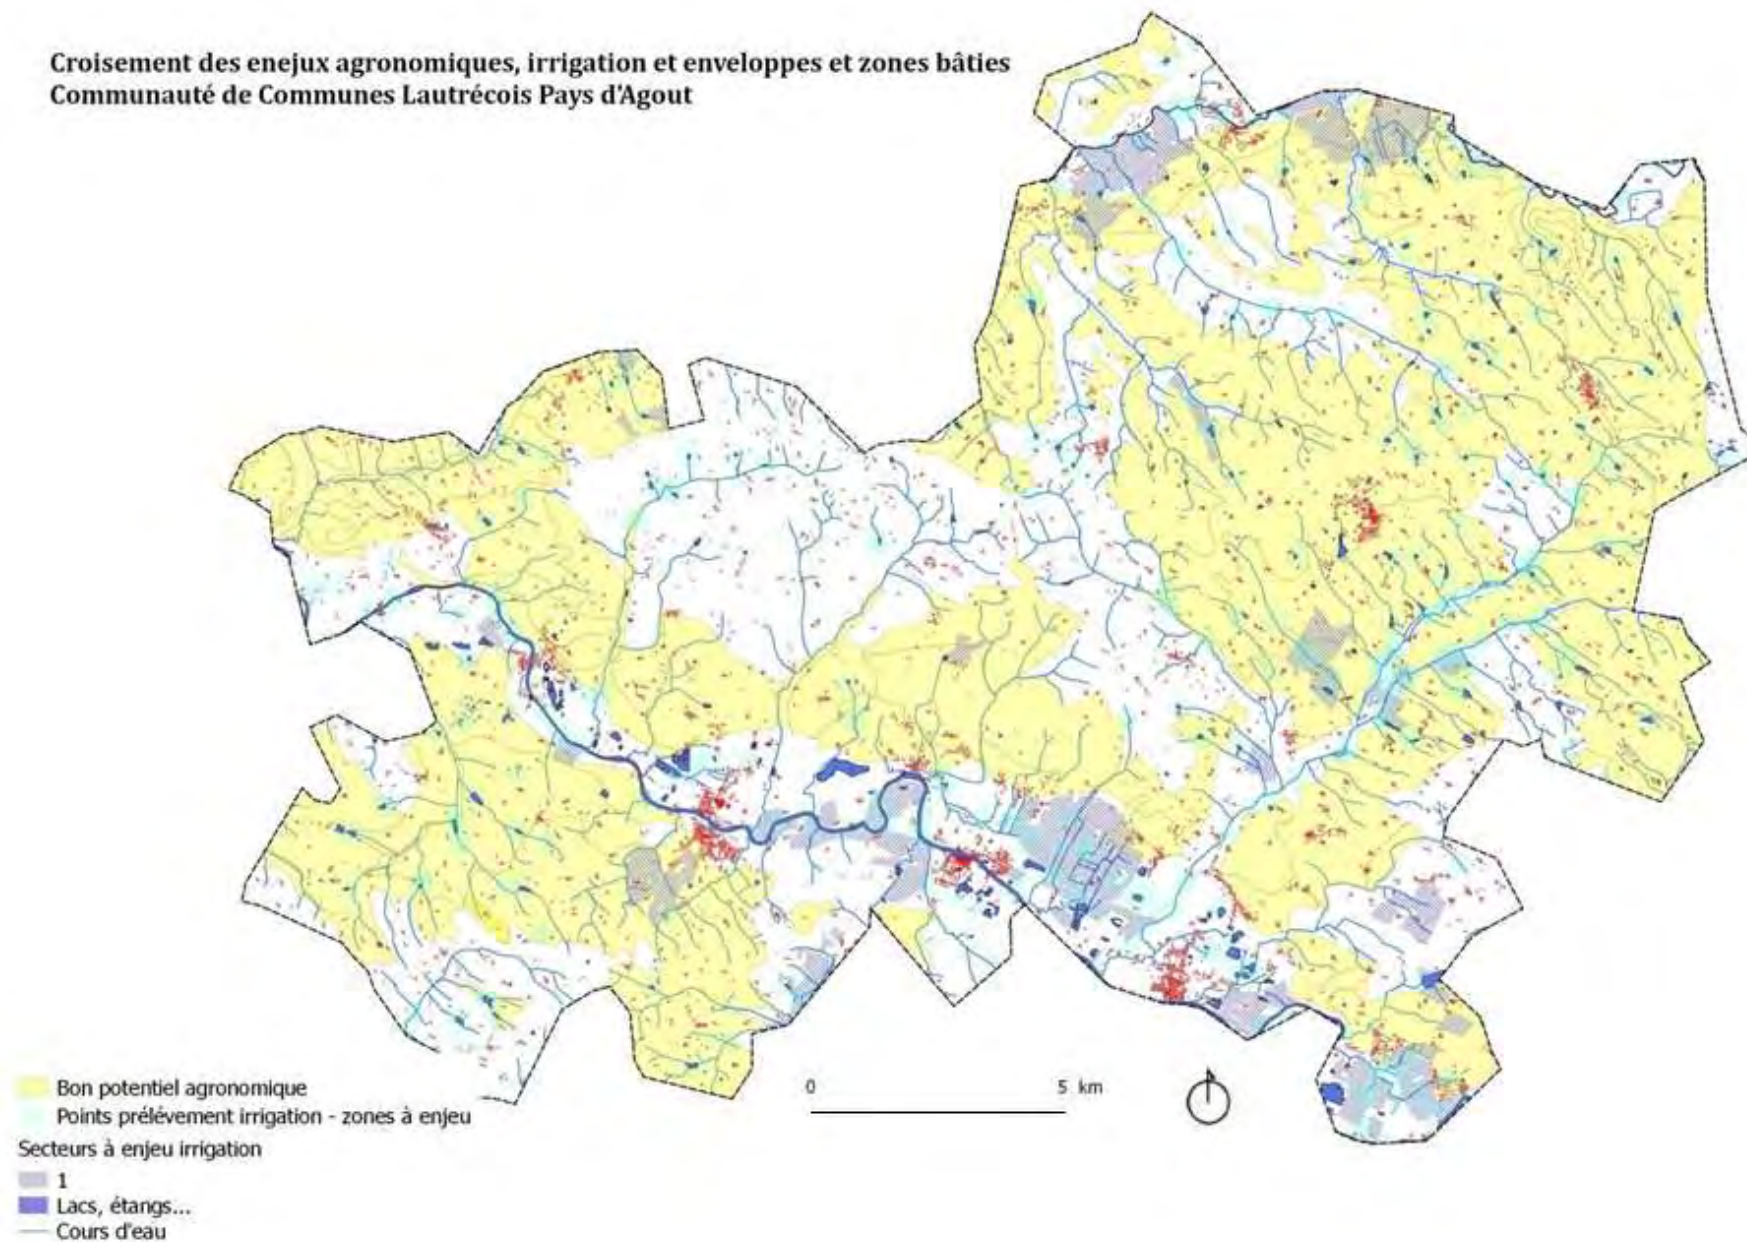 Croisement des enejux agronomiques, irrigation et enveloppes et zones bâties
Communauté de Communes Lautrécois Pays d'Agout
Bon potentiel agronomique
Points prélévement irrigation - zones à enjeu
Secteurs à enjeu irrigation
1
Lacs, étangs...
Cours d'eau
0 5 km